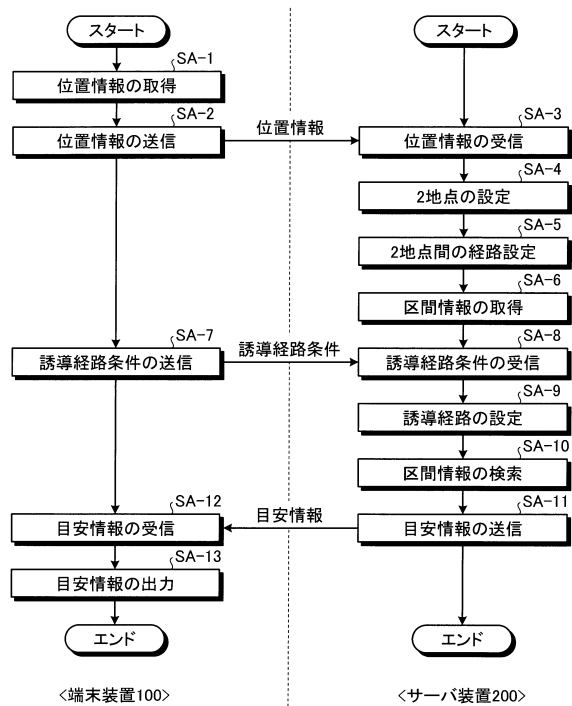 スタート
スタート
SA-1
位置情報の取得
SA-2
位置情報の送信
位置情報
SA-3
位置情報の受信
SA-4
2地点の設定
SA-5
2地点間の経路設定
SA-6
区間情報の取得
SA-7
誘導経路条件の送信
誘導経路条件
SA-8
誘導経路条件の受信
SA-9
誘導経路の設定
SA-10
区間情報の検索
SA-11
目安情報の送信
目安情報
SA-12
目安情報の受信
SA-13
目安情報の出力
エンド
エンド
<端末装置100>
<サーバ装置200>